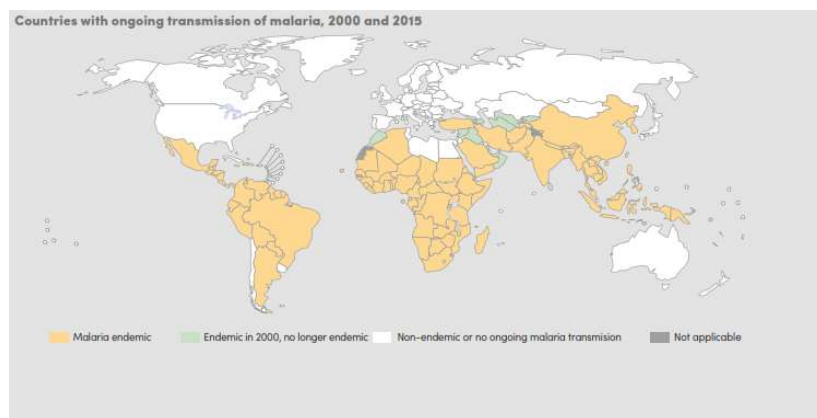 Countries with ongoing transmission of malaria, 2000 and 2015
Malaria endemic
Endemic in 2000, no longer endemic
Non-endemic or no ongoing malaria transmision
Not applicable